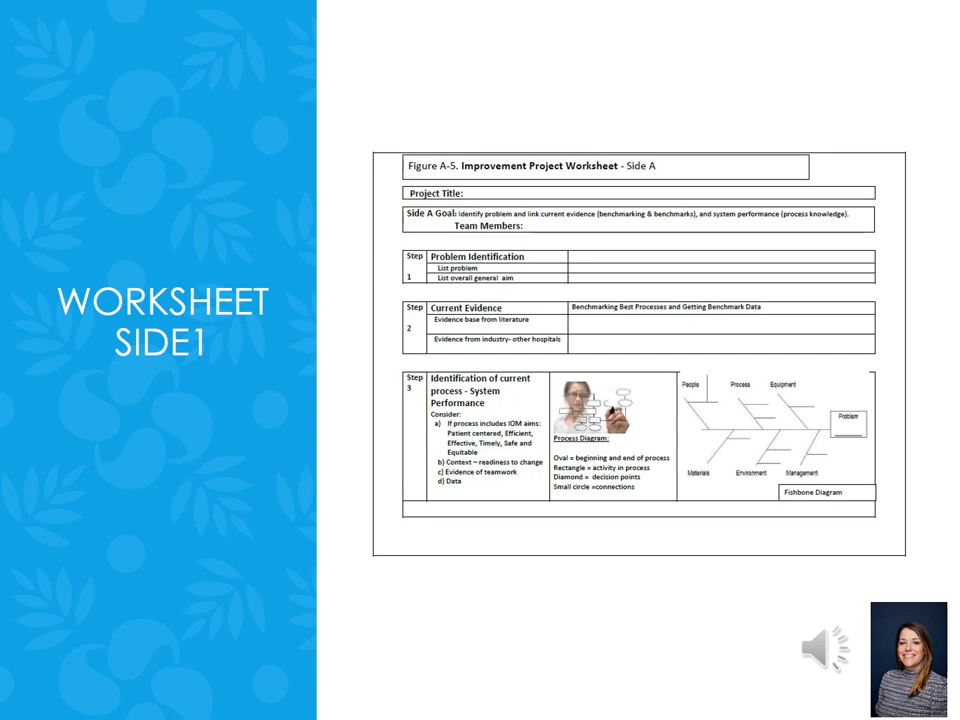 WORKSHEET
SIDE1
Figure A-5. Improvement Project Worksheet - Side A
Project Title:
Side A Goal: Identify problem and link current evidence (benchmarking & benchmarks), and system performance (process knowledge).
Team Members:
Step
1
Problem Identification
List problem
List overall general aim
Step
2
Current Evidence
Benchmarking Best Processes and Getting Benchmark Data
Evidence base from literature
Evidence from industry- other hospitals
Step
3
Identification of current
process - System
Performance
Consider:
a) If process includes IOM aims:
Patient centered, Efficient,
Effective, Timely, Safe and
Equitable
b) Context – readiness to change
c) Evidence of teamwork
d) Data
Process Diagram:
Oval = beginning and end of process
Rectangle = activity in process
Diamond = decision points
Small circle =connections
People
Process
Equipment
Problem
Materials
Environment
Management
Fishbone Diagram